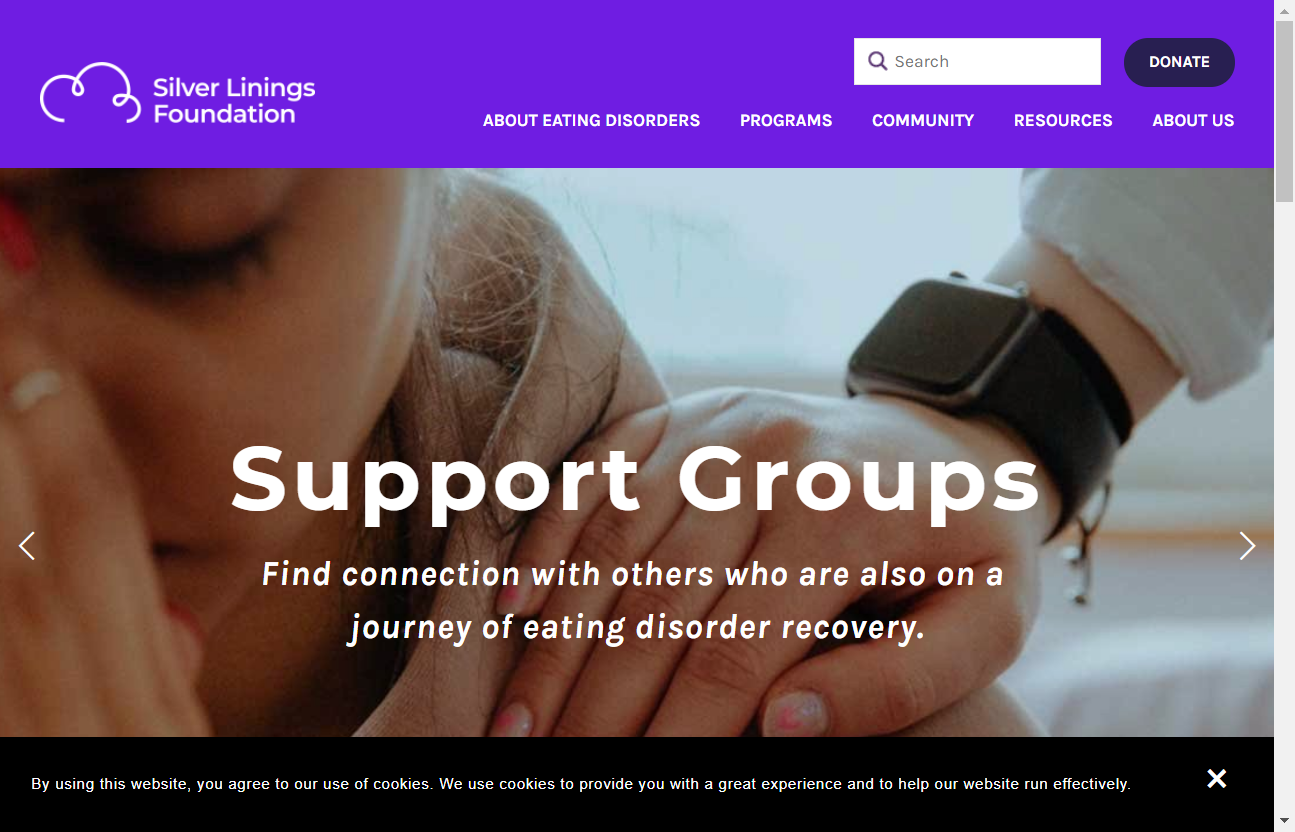 Search
DONATE
Silver Linings
Foundation
ABOUT EATING DISORDERS PROGRAMS COMMUNITY RESOURCES ABOUT US
Support Groups
Find connection with others who are also on a
journey of eating disorder recovery.
By using this website, you agree to our use of cookies. We use cookies to provide you with a great experience and to help our website run effectively.